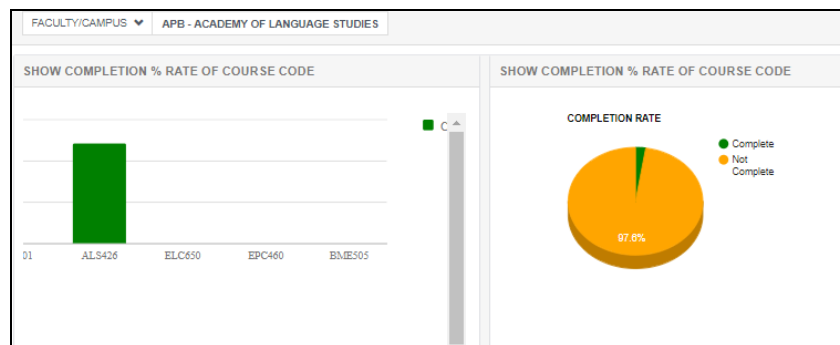 FACULTY/CAMPUS APB - ACADEMY OF LANGUAGE STUDIES
SHOW COMPLETION % RATE OF COURSE CODE
C
01 ALS426 ELC650 EPC460 BME505
SHOW COMPLETION % RATE OF COURSE CODE
COMPLETION RATE
Complete
Not
Complete
97.6%